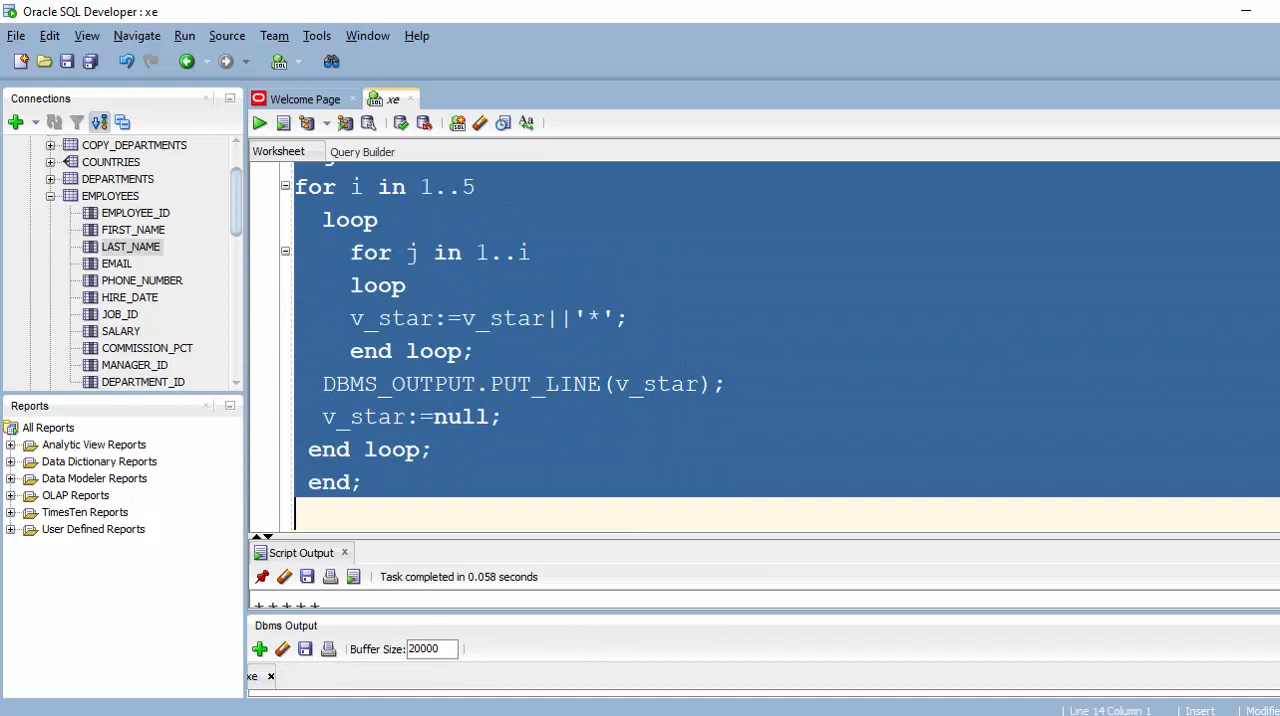 Oracle SQL Developer : xe
File Edit View Navigate Run Source Team Tools Window Help
Connections
Welcome Page
xe
Worksheet
Query Builder
COPY_DEPARTMENTS
COUNTRIES
DEPARTMENTS
EMPLOYEES
EMPLOYEE_ID
FIRST_NAME
LAST_NAME
EMAIL
PHONE_NUMBER
HIRE_DATE
JOB_ID
SALARY
COMMISSION_PCT
MANAGER_ID
DEPARTMENT_ID
for i in 1..5
loop
for j in 1..i
loop
v_star:=v_star||'*';
end loop;
DBMS_OUTPUT.PUT_LINE(v_star);
v_star:=null;
end loop;
end;
Reports
All Reports
Analytic View Reports
Data Dictionary Reports
Data Modeler Reports
OLAP Reports
TimesTen Reports
User Defined Reports
Script Output
Task completed in 0.058 seconds
Dbms Output
Buffer Size: 20000
xe
Line 14 Column 1
Insert